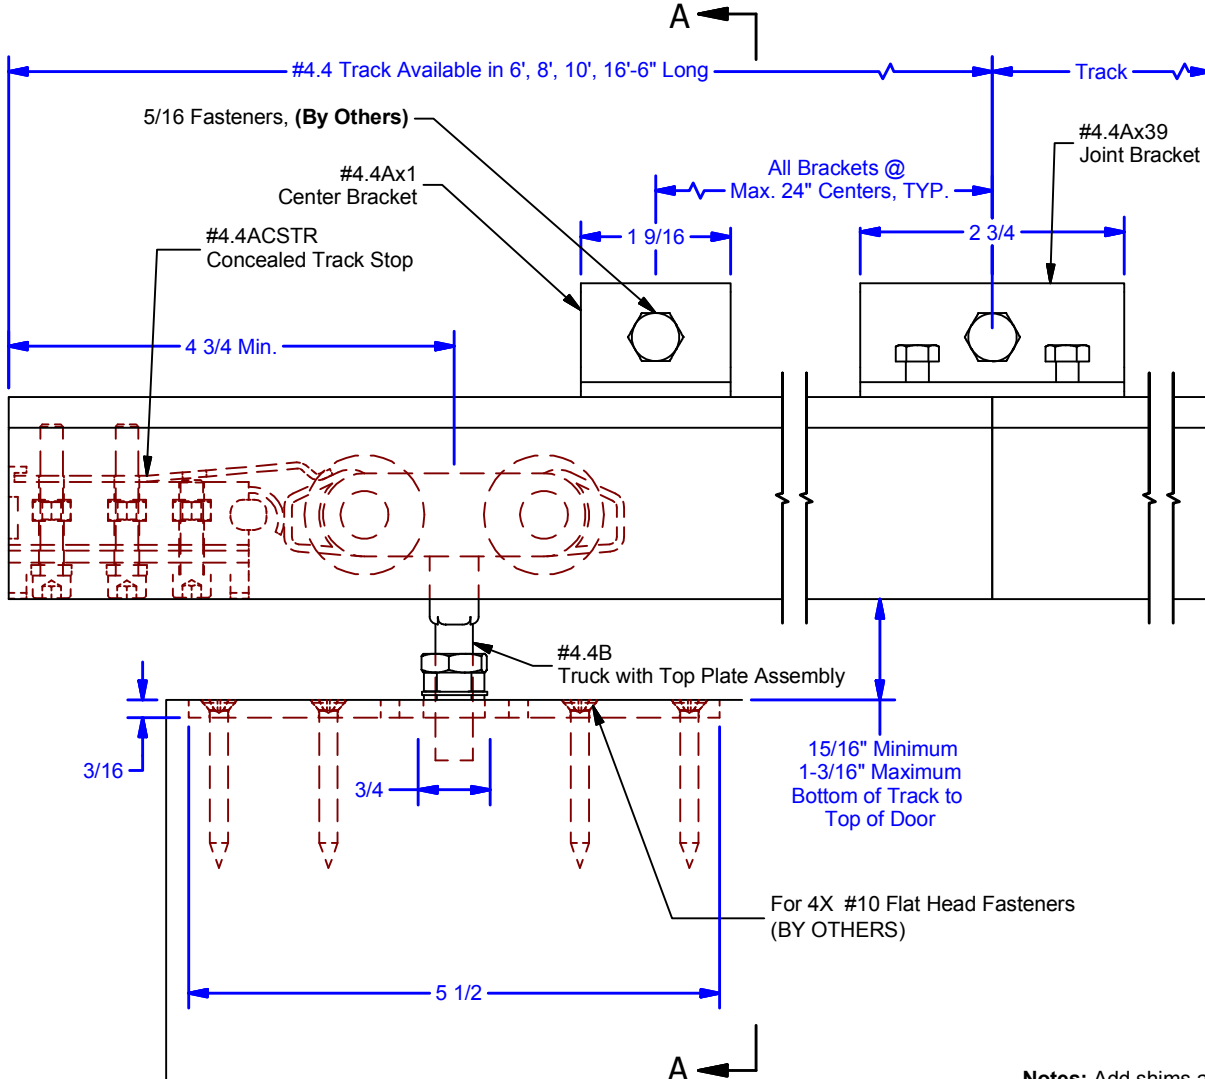 A
#4.4 Track Available in 6', 8', 10', 16'-6" Long
Track
5/16 Fasteners, (By Others)
#4.4Ax39
Joint Bracket
#4.4Ax1
Center Bracket
All Brackets @
Max. 24" Centers, TYP.
#4.4ACSTR
Concealed Track Stop
1 9/16
2 3/4
4 3/4 Min.
#4.4B
Truck with Top Plate Assembly
3/16
3/4
15/16" Minimum
1-3/16" Maximum
Bottom of Track to
Top of Door
For 4X #10 Flat Head Fasteners
(BY OTHERS)
5 1/2
A
Notes: Add shims